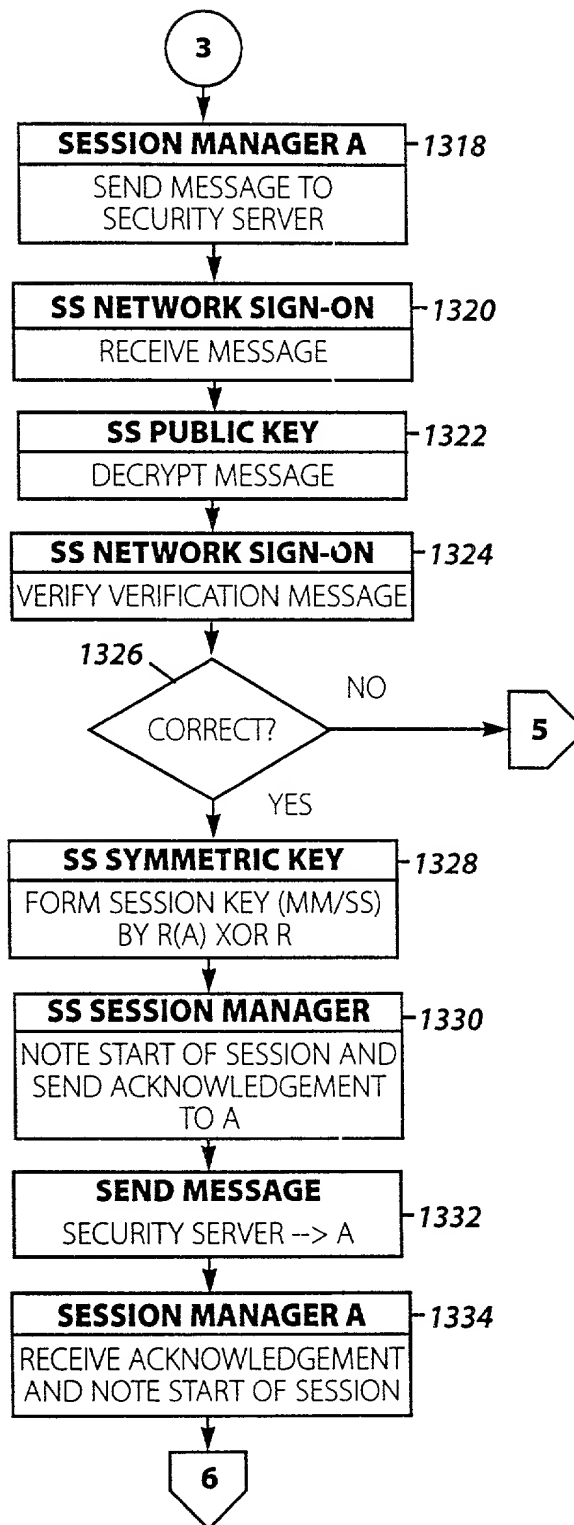 3
SESSION MANAGER A
1318
SEND MESSAGE TO
SECURITY SERVER
SS NETWORK SIGN-ON
1320
RECEIVE MESSAGE
SS PUBLIC KEY
1322
DECRYPT MESSAGE
SS NETWORK SIGN-ON
1324
VERIFY VERIFICATION MESSAGE
1326
NO
CORRECT?
5
YES
SS SYMMETRIC KEY
1328
FORM SESSION KEY (MM/SS)
BY R(A) XOR R
SS SESSION MANAGER
1330
NOTE START OF SESSION AND
SEND ACKNOWLEDGEMENT
TO A
SEND MESSAGE
1332
SECURITY SERVER --> A
SESSION MANAGER A
1334
RECEIVE ACKNOWLEDGEMENT
AND NOTE START OF SESSION
6